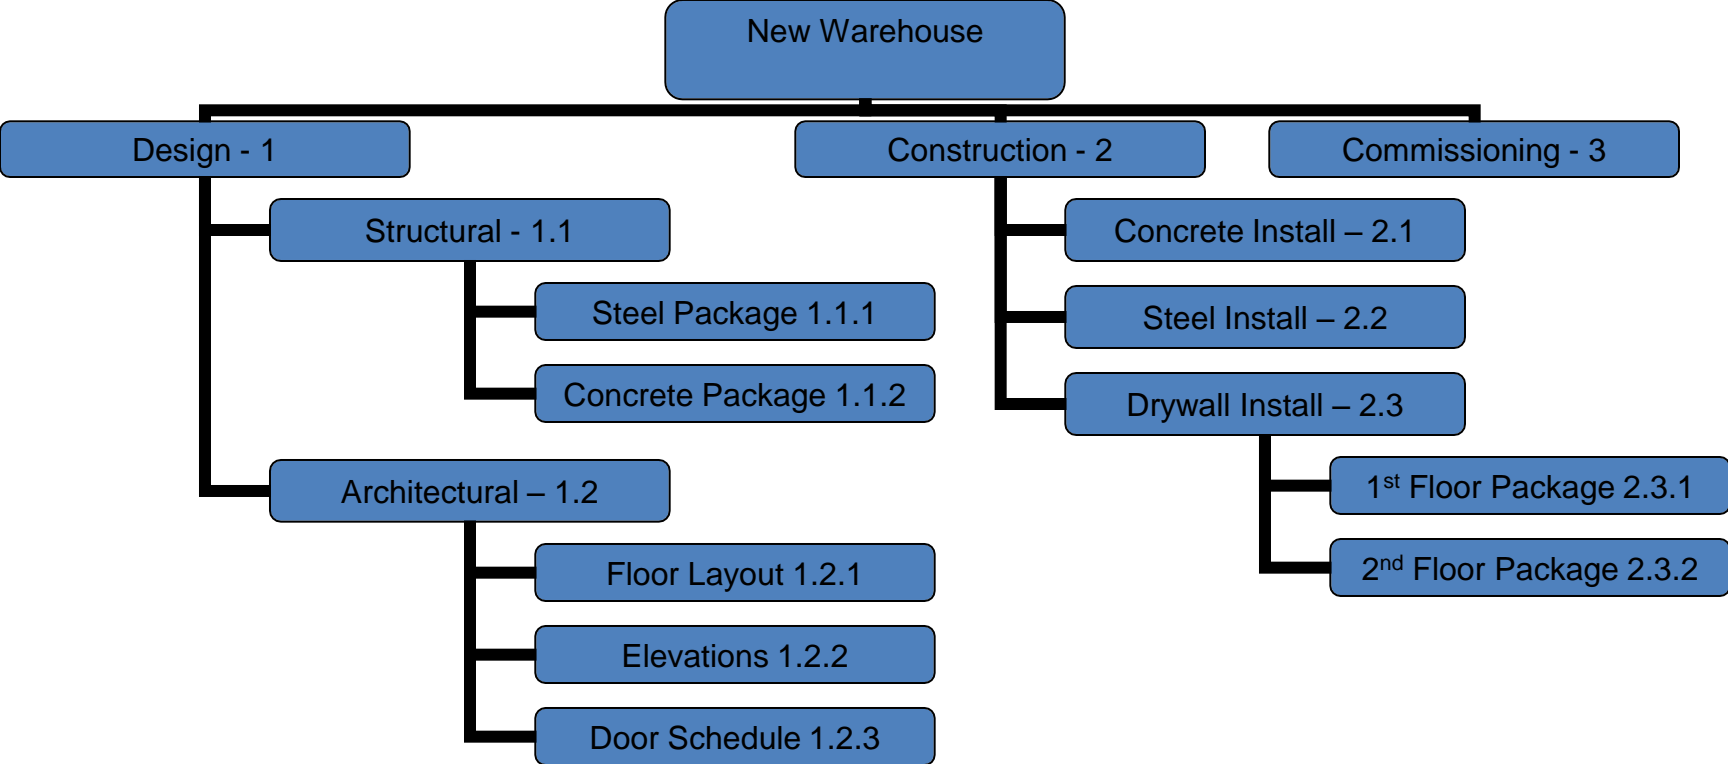 New Warehouse
Design - 1
Construction - 2
Commissioning - 3
Structural - 1.1
Steel Package 1.1.1
Concrete Package 1.1.2
Architectural – 1.2
Floor Layout 1.2.1
Elevations 1.2.2
Door Schedule 1.2.3
Concrete Install – 2.1
Steel Install – 2.2
Drywall Install – 2.3
1st Floor Package 2.3.1
2nd Floor Package 2.3.2